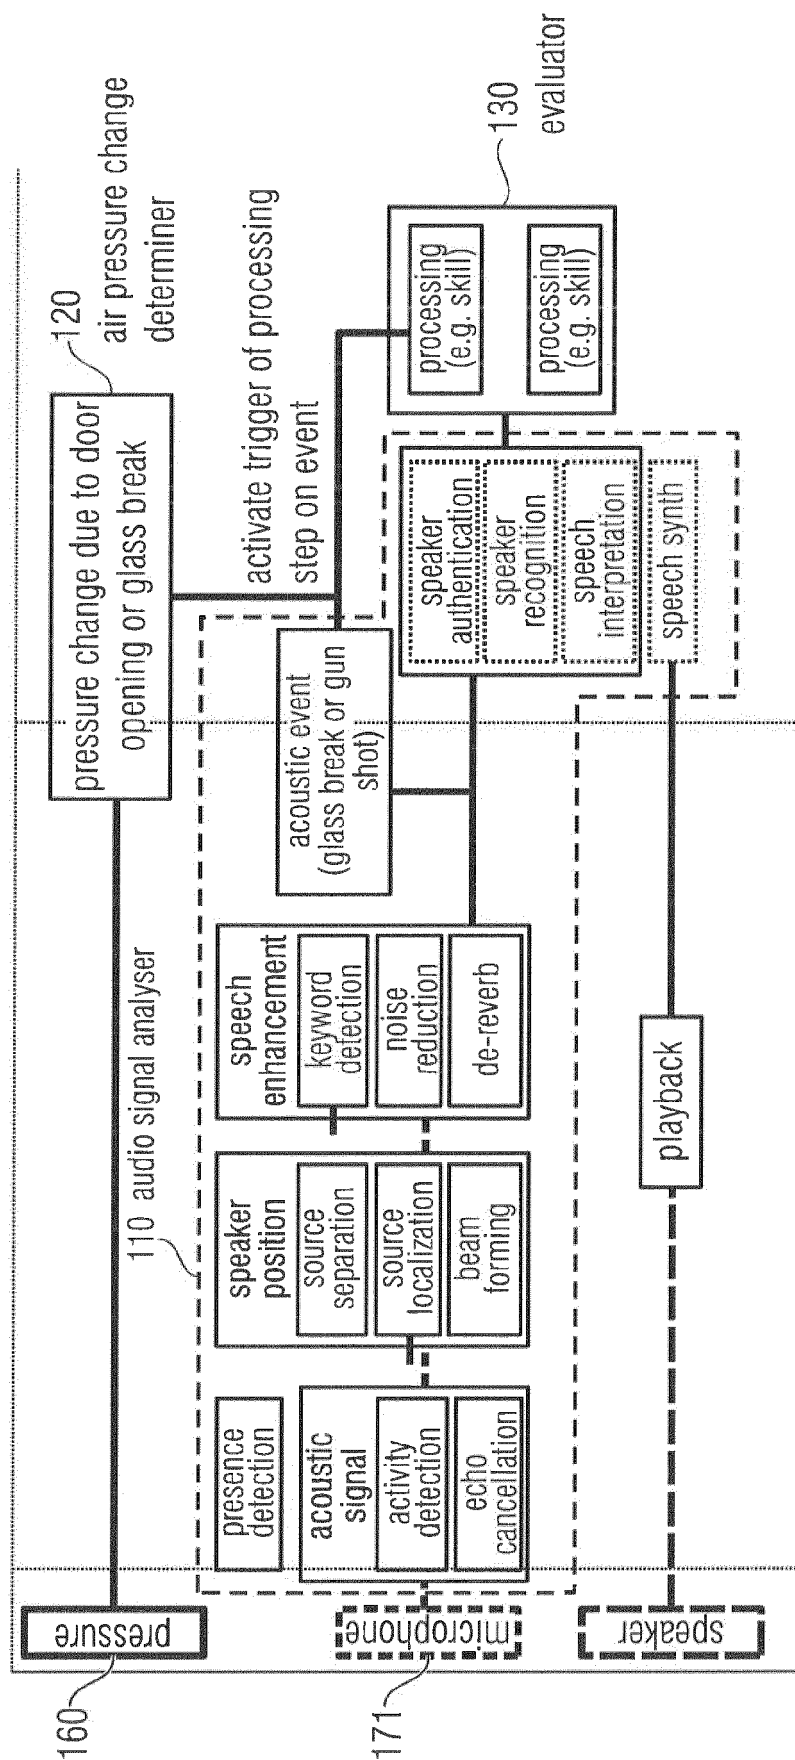 160
pressure
120
air pressure change
determiner
pressure change due to door
opening or glass break
activate trigger of processing
step on event
110 audio signal analyser
171
microphone
presence
detection
acoustic
signal
activity
detection
echo
cancellation
speaker
position
source
separation
source
localization
beam
forming
speech
enhancement
keyword
detection
noise
reduction
de-reverb
acoustic event
(glass break or gun
shot)
speaker
authentication
speaker
recognition
speech
interpretation
speech synth
130
evaluator
processing
(e.g. skill)
processing
(e.g. skill)
speaker
playback